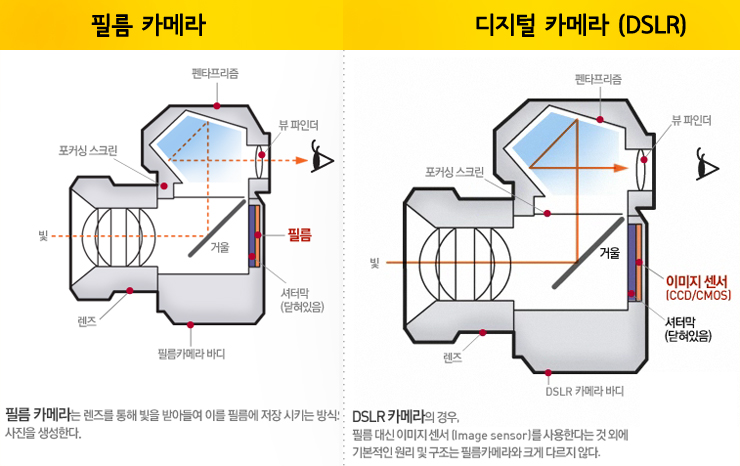 필름 카메라
디지털 카메라 (DSLR)
펜타프리즘
뷰 파인더
포커싱 스크린
빛
거울
필름
셔터막
(닫혀있음)
렌즈
필름카메라 바디
필름 카메라는 렌즈를 통해 빛을 받아들여 이를 필름에 저장 시키는 방식으
사진을 생성한다.
펜타프리즘
뷰 파인더
포커싱 스크린
빛
거울
이미지 센서
(CCD/CMOS)
셔터막
(닫혀있음)
렌즈
DSLR 카메라 바디
DSLR 카메라의 경우,
필름 대신 이미지 센서 (Image sensor)를 사용한다는 것 외에
기본적인 원리 및 구조는 필름카메라와 크게 다르지 않다.